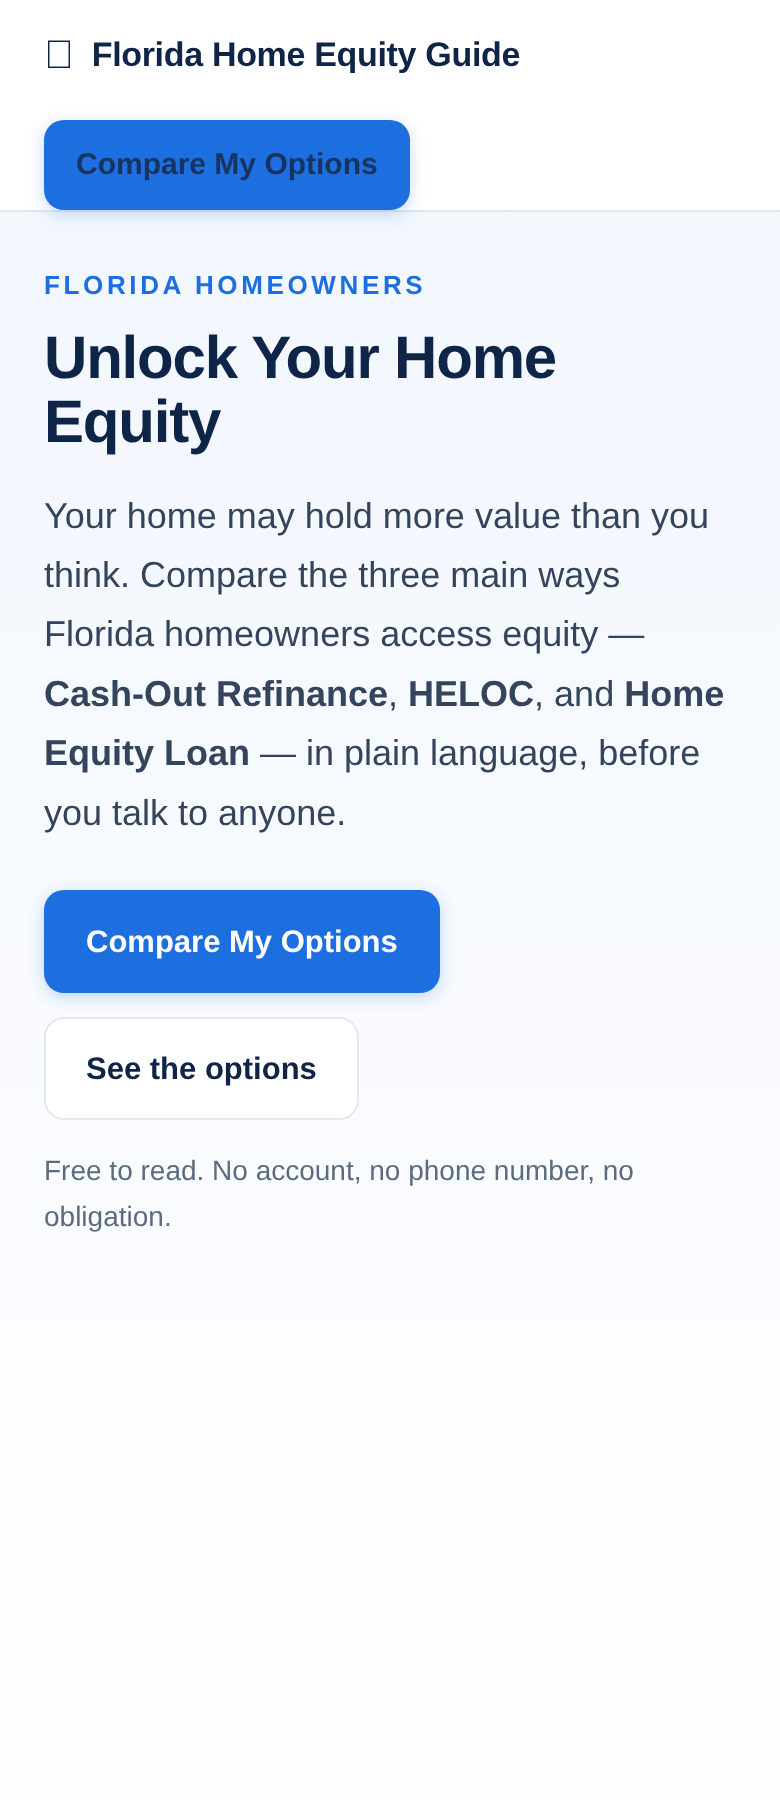 Florida Home Equity Guide
Compare My Options
FLORIDA HOMEOWNERS
Unlock Your Home
Equity
Your home may hold more value than you
think. Compare the three main ways
Florida homeowners access equity —
Cash-Out Refinance, HELOC, and Home
Equity Loan — in plain language, before
you talk to anyone.
Compare My Options
See the options
Free to read. No account, no phone number, no
obligation.